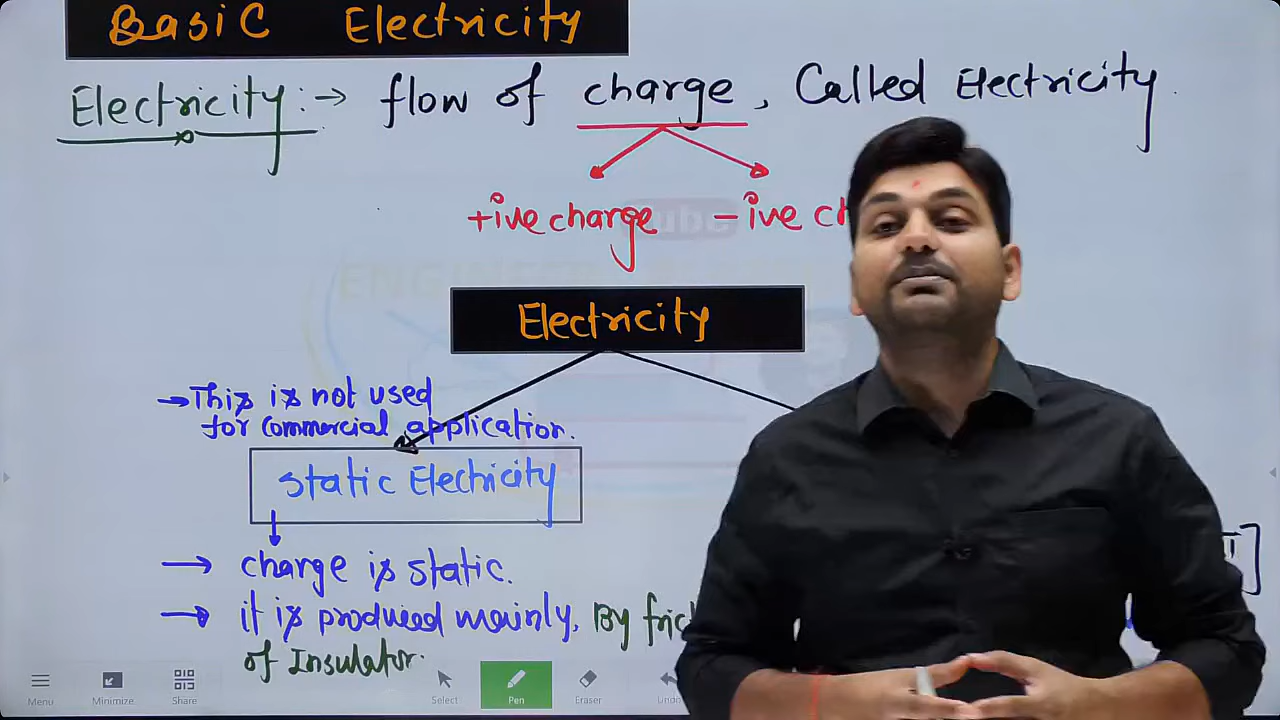 Basic Electricity
Electricity:→ flow of charge, Called Electricity.
+ive charge -ive
Electricity
→This is not used
for Commercial application.
Static Electricity
→ charge is static.
→ it is produced mainly, By
of Insulator.
Menu Minimize Share Select Pen Eraser Undo